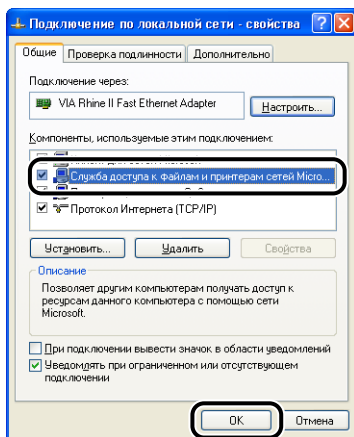 Подключение по локальной сети - свойства
Общие Проверка подлинности Дополнительно
Подключение через:
VIA Rhine II Fast Ethernet Adapter
Настроить...
Компоненты, используемые этим подключением:
Служба доступа к файлам и принтерам сетей Micro...
Протокол Интернета (TCP/IP)
Установить... Удалить Свойства
Описание
Позволяет другим компьютерам получать доступ к
ресурсам данного компьютера с помощью сети
Microsoft.
При подключении вывести значок в области уведомлений
Уведомлять при ограниченном или отсутствующем
подключении
OK Отмена